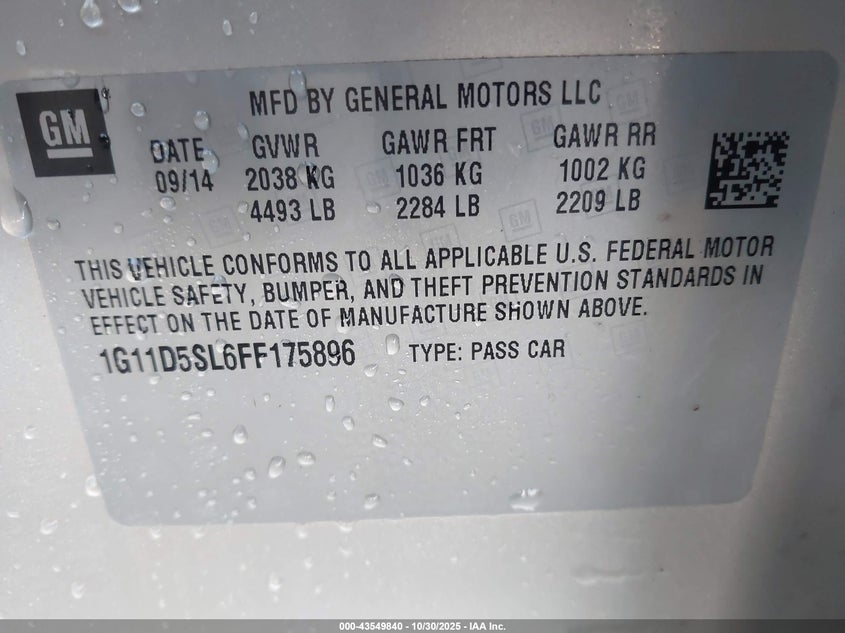 GM
MFD BY GENERAL MOTORS LLC
DATE GVWR GAWR FRT GAWR RR
09/14 2038 KG 1036 KG 1002 KG
4493 LB 2284 LB 2209 LB
THIS VEHICLE CONFORMS TO ALL APPLICABLE U.S. FEDERAL MOTOR
VEHICLE SAFETY, BUMPER, AND THEFT PREVENTION STANDARDS IN
EFFECT ON THE DATE OF MANUFACTURE SHOWN ABOVE.
1G11D5SL6FF175896 TYPE: PASS CAR
000-43549840 - 10/30/2025 - IAA Inc.